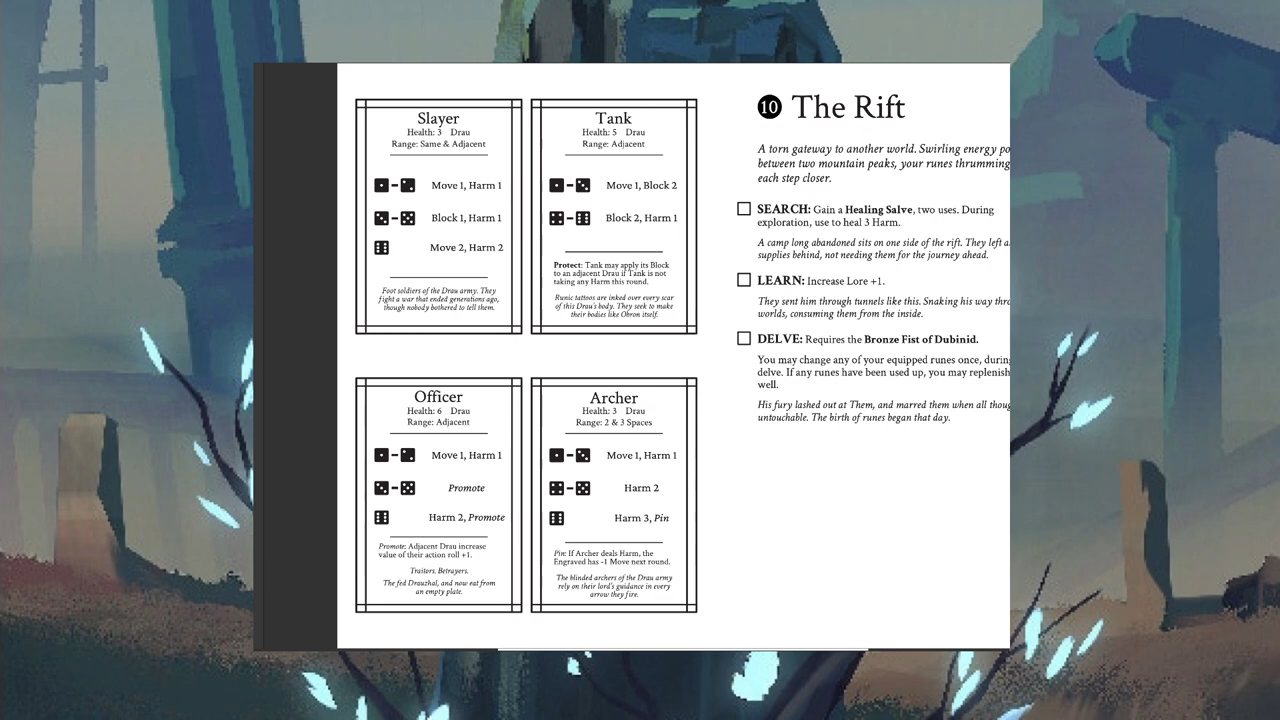 Slayer
Health: 3 Drau
Range: Same & Adjacent
Move 1, Harm 1
Block 1, Harm 1
Move 2, Harm 2
Foot soldiers of the Drau army. They
fight a war that ended generations ago,
though nobody bothered to tell them.
Tank
Health: 5 Drau
Range: Adjacent
Move 1, Block 2
Block 2, Harm 1
Protect: Tank may apply its Block
to an adjacent Drau if Tank is not
taking any Harm this round.
Runic tattoos are inked over every scar
of this Drau's body. They seek to make
their bodies like Obron itself.
Officer
Health: 6 Drau
Range: Adjacent
Move 1, Harm 1
Promote
Harm 2, Promote
Promote: Adjacent Drau increase
value of their action roll +1.
Traitors. Betrayers.
The fed Drauzhal, and now eat from
an empty plate.
Archer
Health: 3 Drau
Range: 2 & 3 Spaces
Move 1, Harm 1
Harm 2
Harm 3, Pin
Pin: If Archer deals Harm, the
Engraved has -1 Move next round.
The blinded archers of the Drau army
rely on their lord's guidance in every
arrow they fire.
10 The Rift
A torn gateway to another world. Swirling energy
between two mountain peaks, your runes thrumming
each step closer.
SEARCH: Gain a Healing Salve, two uses. During
exploration, use to heal 3 Harm.
A camp long abandoned sits on one side of the rift. They left
supplies behind, not needing them for the journey ahead.
LEARN: Increase Lore +1.
They sent him through tunnels like this. Snaking his way
worlds, consuming them from the inside.
DELVE: Requires the Bronze Fist of Dubinid.
You may change any of your equipped runes once,
delve. If any runes have been used up, you may
well.
His fury lashed out at Them, and marred them when all
untouchable. The birth of runes began that day.